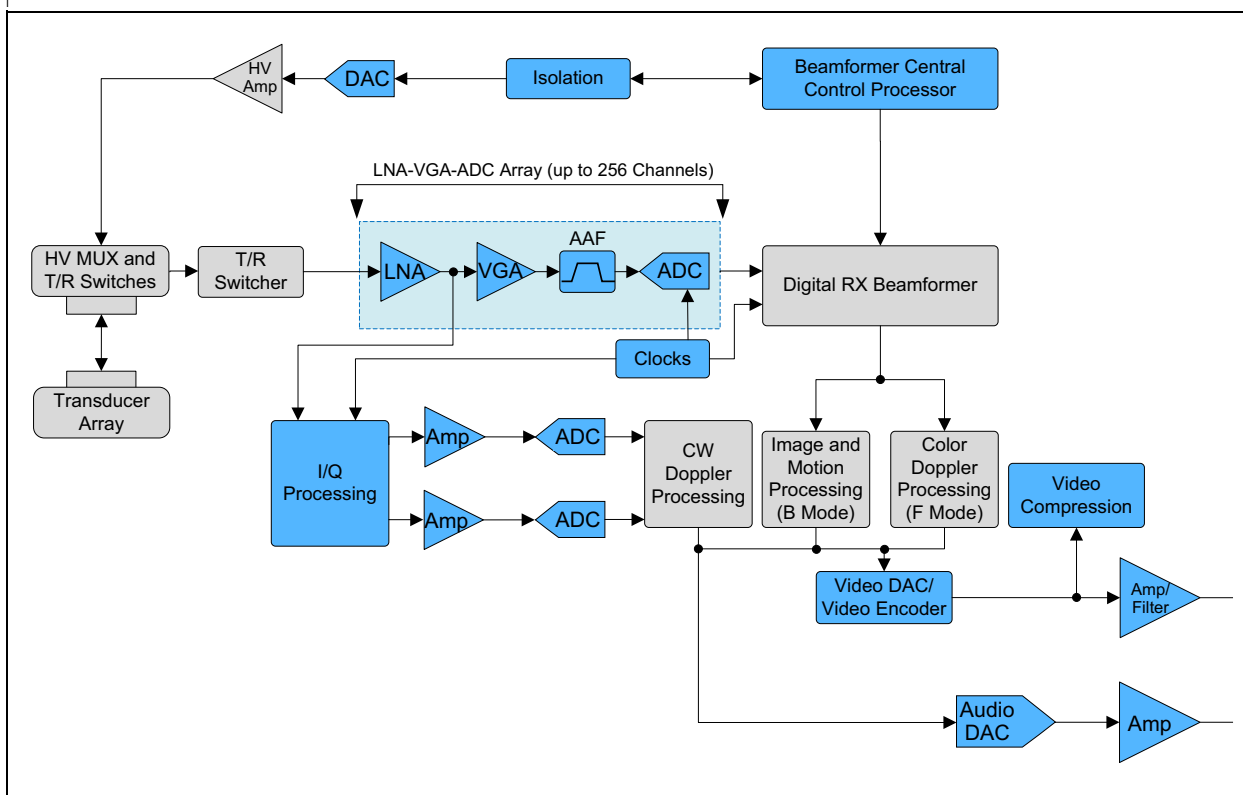 HV
Amp
DAC
Isolation
Beamformer Central
Control Processor
LNA-VGA-ADC Array (up to 256 Channels)
HV MUX and
T/R Switches
T/R
Switcher
LNA
VGA
AAF
ADC
Digital RX Beamformer
Clocks
Transducer
Array
I/Q
Processing
Amp
ADC
Amp
ADC
CW
Doppler
Processing
Image and
Motion
Processing
(B Mode)
Color
Doppler
Processing
(F Mode)
Video
Compression
Video DAC/
Video Encoder
Amp/
Filter
Audio
DAC
Amp